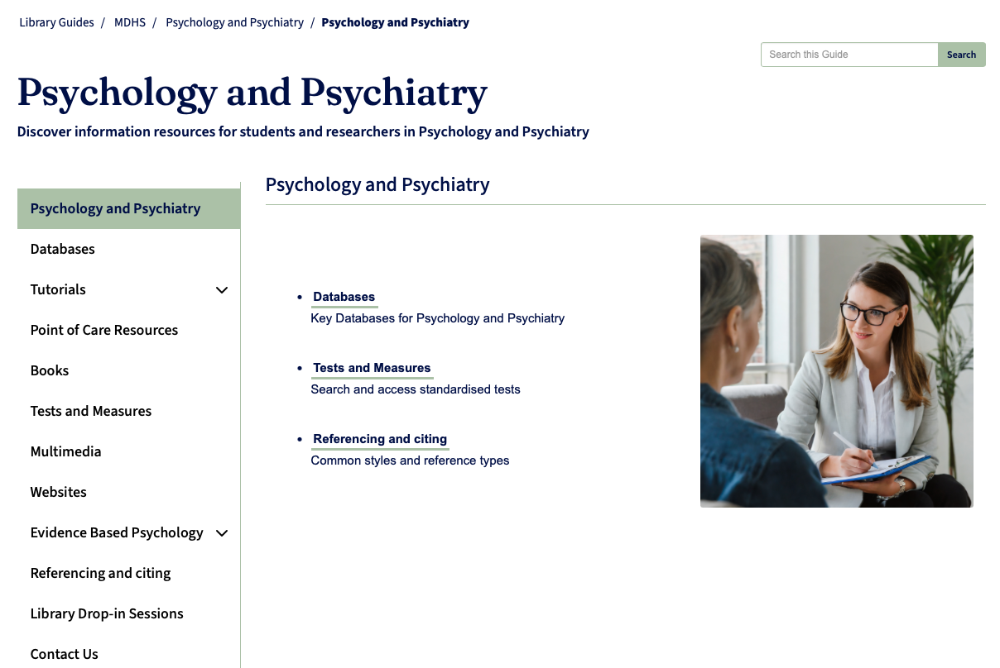 Library Guides / MDHS / Psychology and Psychiatry / Psychology and Psychiatry
Search this Guide Search
Psychology and Psychiatry
Discover information resources for students and researchers in Psychology and Psychiatry
Psychology and Psychiatry
Databases
Tutorials
Point of Care Resources
Books
Tests and Measures
Multimedia
Websites
Evidence Based Psychology
Referencing and citing
Library Drop-in Sessions
Contact Us
Psychology and Psychiatry
• Databases
Key Databases for Psychology and Psychiatry
• Tests and Measures
Search and access standardised tests
• Referencing and citing
Common styles and reference types